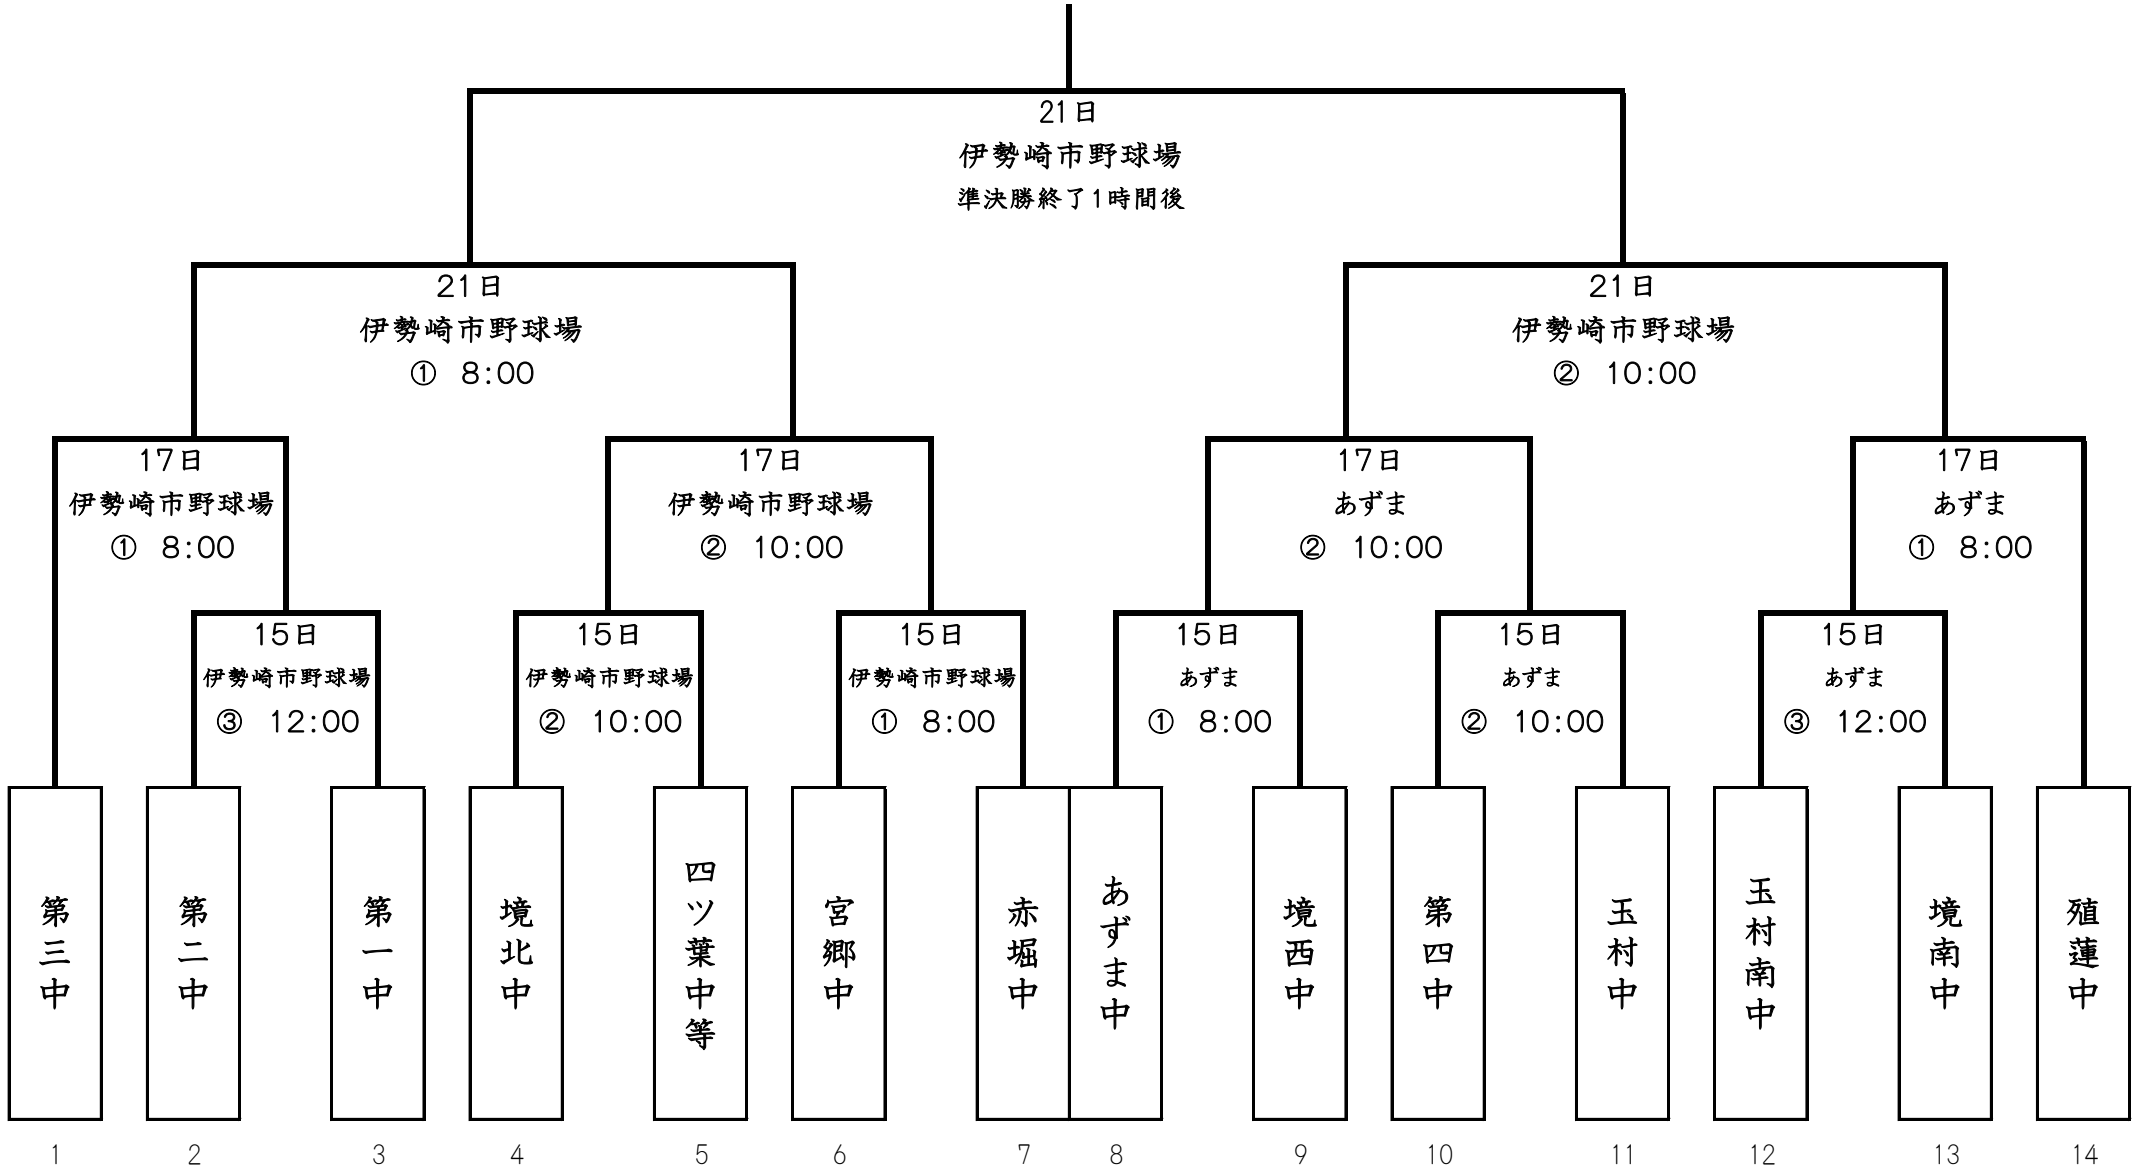 21日
伊勢崎市野球場
準決勝終了1時間後
21日
伊勢崎市野球場
① 8:00
21日
伊勢崎市野球場
② 10:00
17日
伊勢崎市野球場
① 8:00
17日
伊勢崎市野球場
② 10:00
17日
あずま
② 10:00
17日
あずま
① 8:00
15日
伊勢崎市野球場
③ 12:00
15日
伊勢崎市野球場
② 10:00
15日
伊勢崎市野球場
① 8:00
15日
あずま
① 8:00
15日
あずま
② 10:00
15日
あずま
③ 12:00
第三中
第二中
第一中
境北中
四ツ葉中等
宮郷中
赤堀中
あずま中
境西中
第四中
玉村中
玉村南中
境南中
殖蓮中
1
2
3
4
5
6
7
8
9
10
11
12
13
14